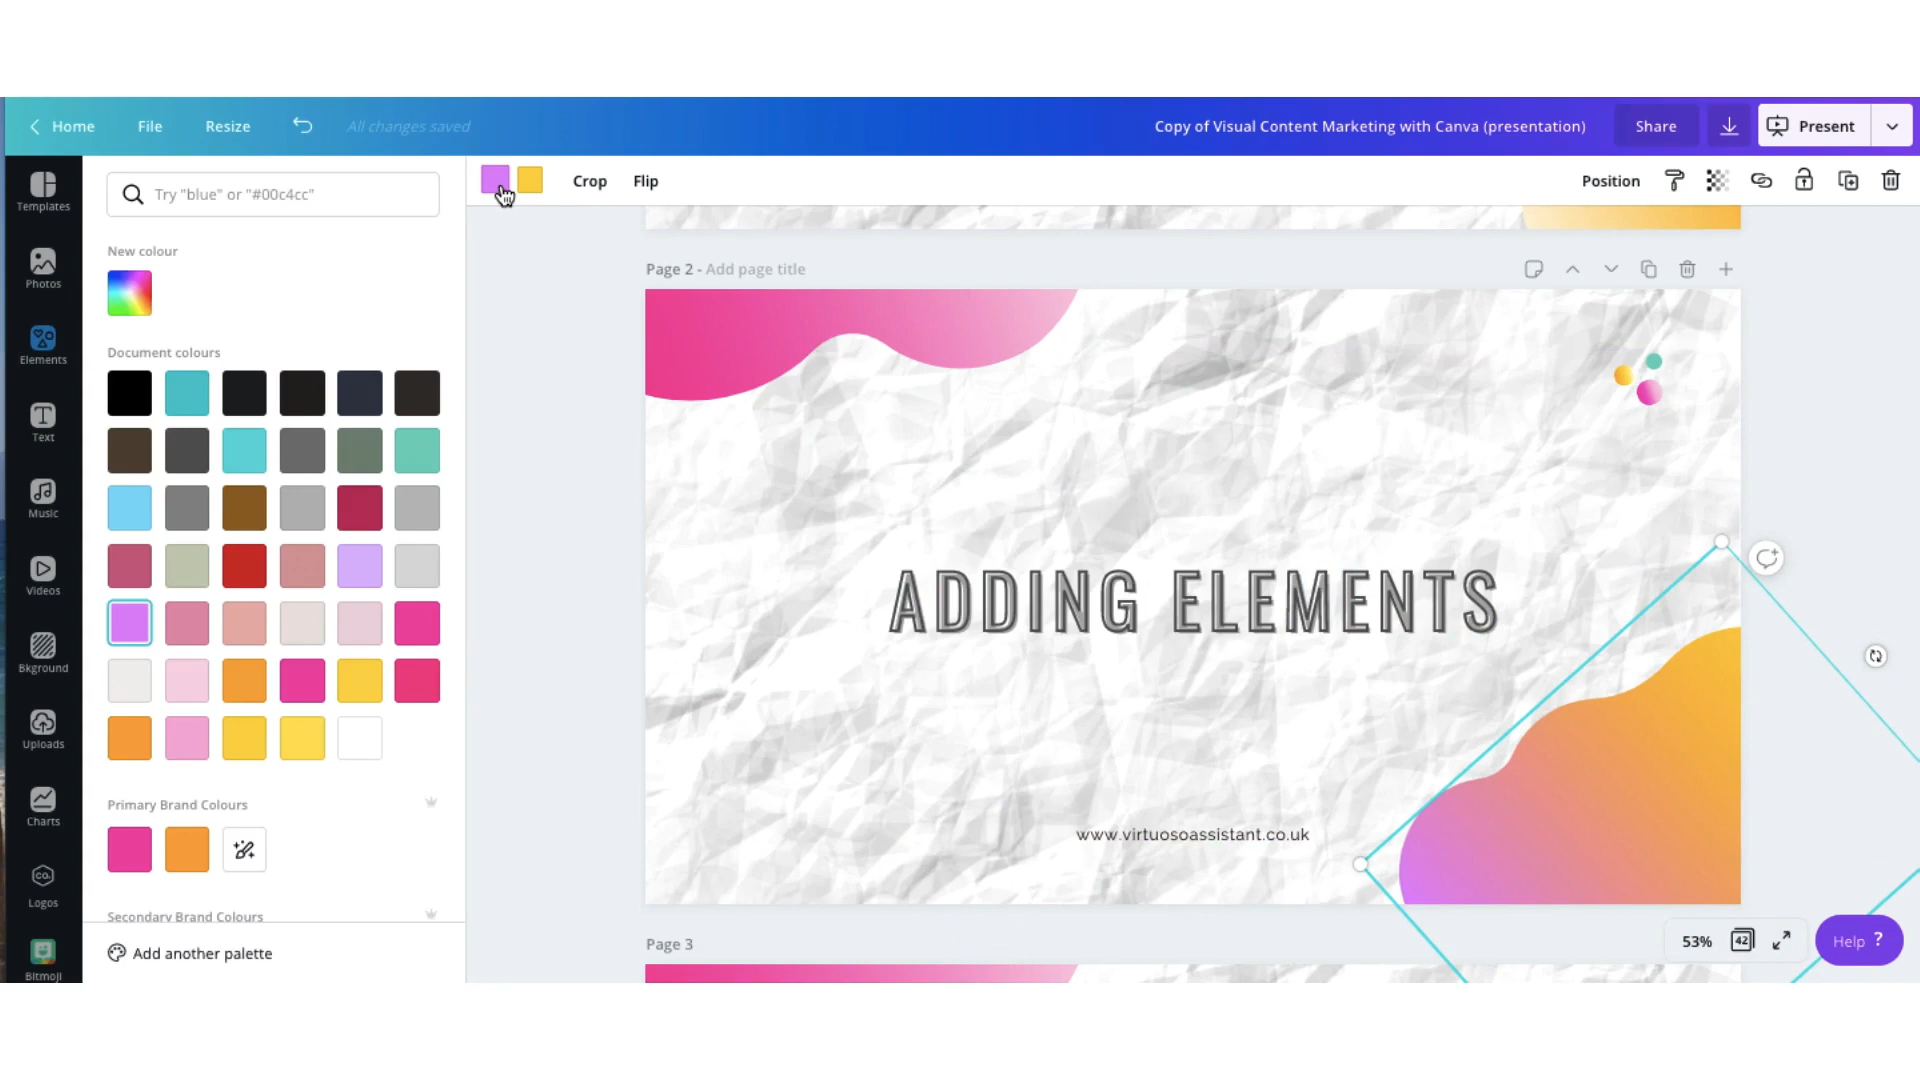 Home File Resize All changes saved Copy of Visual Content Marketing with Canva (presentation) Share Present
Templates
Photos
Elements
Text
Music
Videos
Bkground
Uploads
Charts
CO.
Logos
Bitmoji
Try "blue" or "#00c4cc"
New colour
Document colours
Primary Brand Colours
Secondary Brand Colours
Add another palette
Crop Flip Position
Page 2 - Add page title
ADDING ELEMENTS
www.virtuosoassistant.co.uk
Page 3
53% 42 Help ?